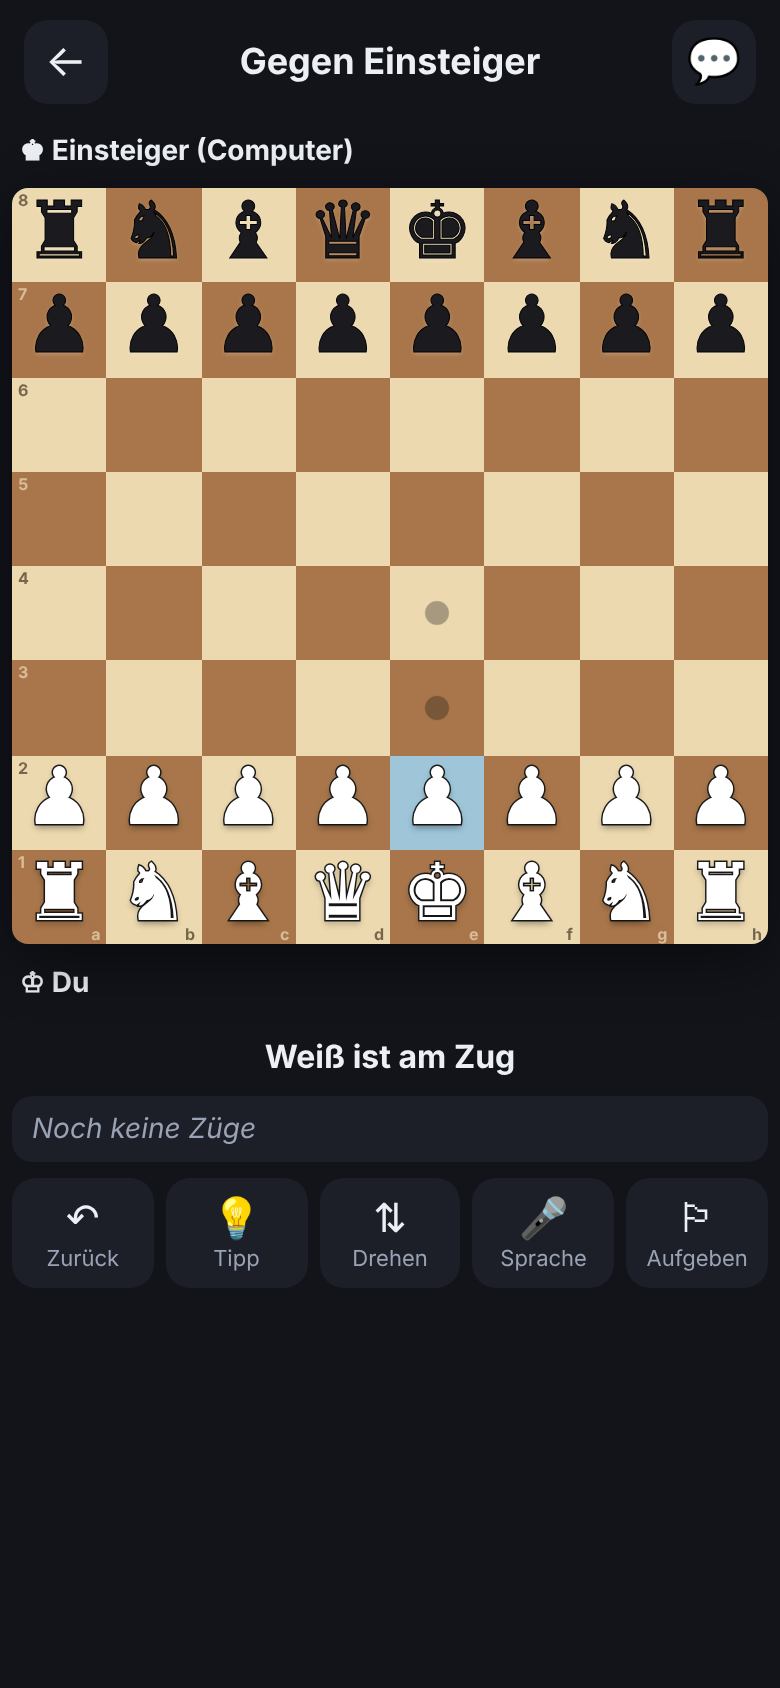 Gegen Einsteiger
Einsteiger (Computer)
8
7
6
5
4
3
2
1
a b c d e f g h
Du
Weiß ist am Zug
Noch keine Züge
Zurück Tipp Drehen Sprache Aufgeben